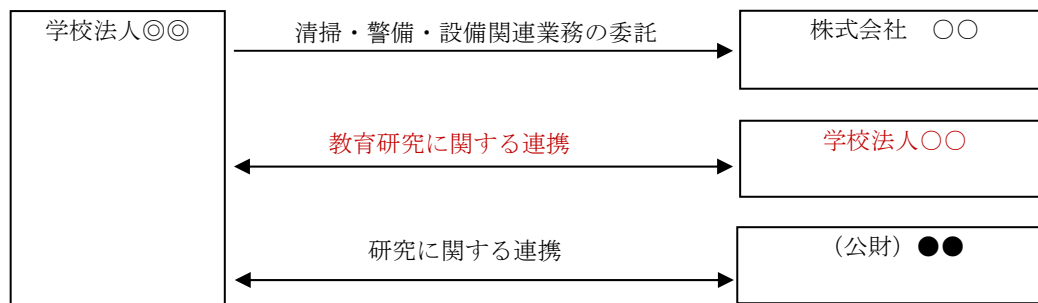 学校法人◎◎
清掃・警備・設備関連業務の委託
株式会社　○○
教育研究に関する連携
学校法人○○
研究に関する連携
（公財）●●